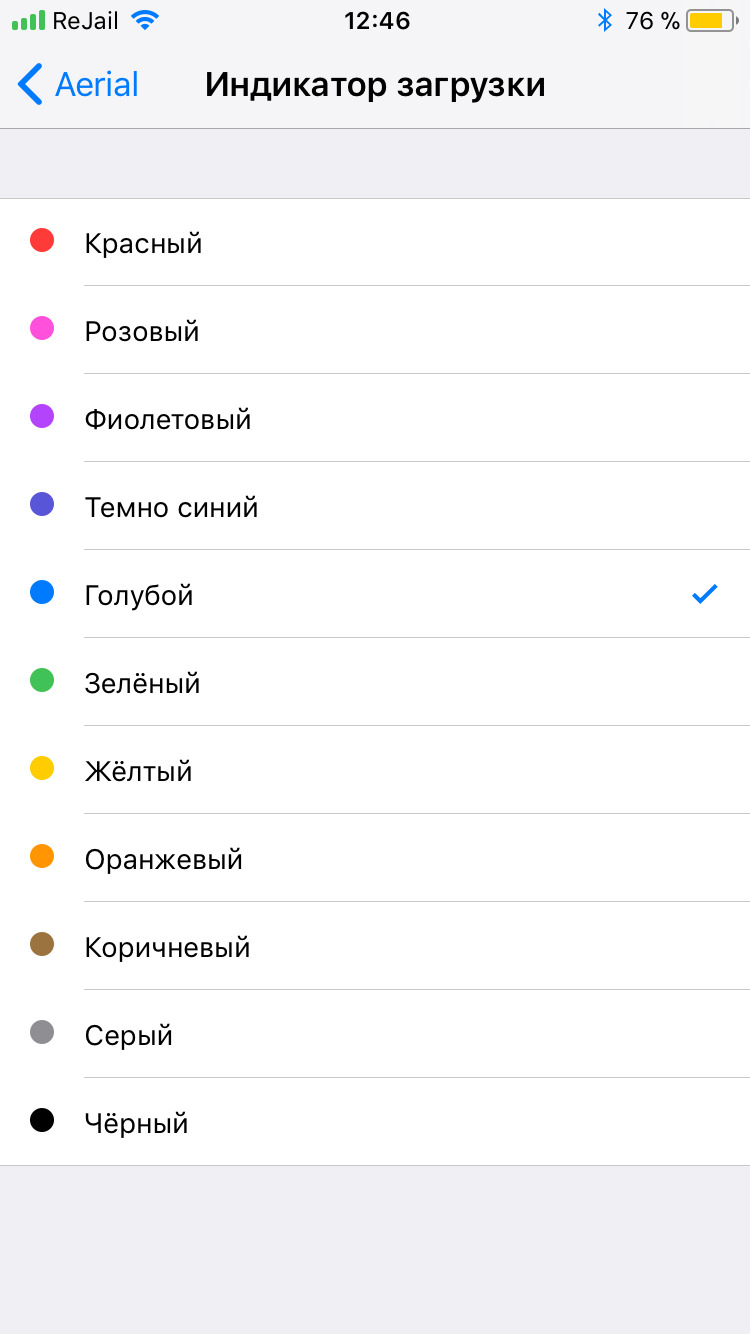 ReJail 12:46 76 %
Aerial Индикатор загрузки
Красный
Розовый
Фиолетовый
Темно синий
Голубой
Зелёный
Жёлтый
Оранжевый
Коричневый
Серый
Чёрный